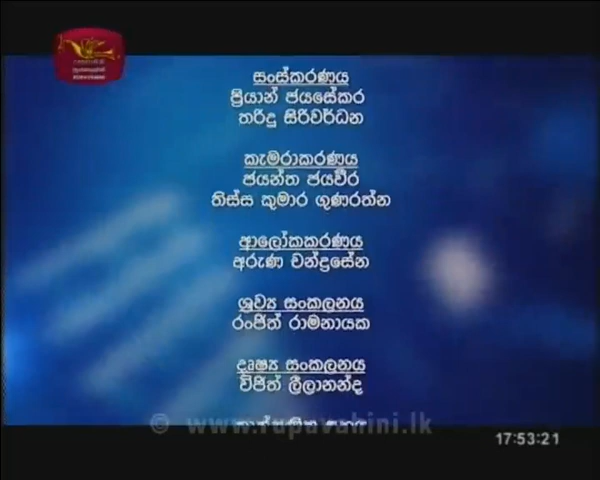 සංස්කරණය
ප්‍රියාන් ජයසේකර
තරිදූ සිරිවර්ධන
කැමරාකරණය
ජයන්ත ජයවීර
තිස්ස කුමාර ගුණරත්න
ආලෝකකරණය
අරුණ චන්ද්‍රසේන
ශ්‍රව්‍ය සංකලනය
රංජිත් රාමනායක
දෘෂ්‍ය සංකලනය
විජිත් ලීලානන්ද
© www.rupavahini.lk
17:53:21